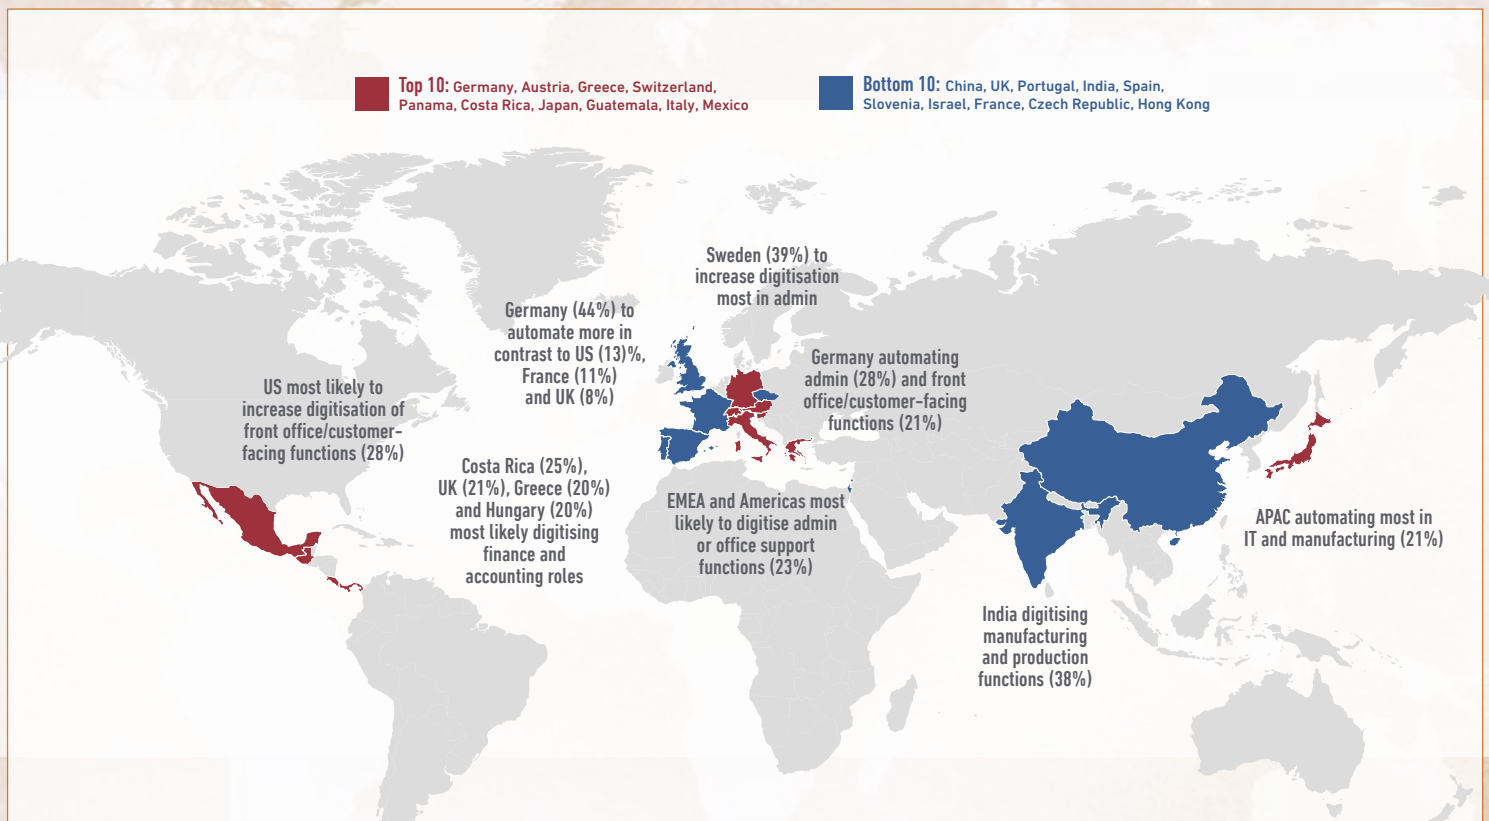 Top 10: Germany, Austria, Greece, Switzerland,
Panama, Costa Rica, Japan, Guatemala, Italy, Mexico
Bottom 10: China, UK, Portugal, India, Spain,
Slovenia, Israel, France, Czech Republic, Hong Kong
Sweden (39%) to
increase digitisation
most in admin
Germany (44%) to
automate more in
contrast to US (13)%,
France (11%)
and UK (8%)
Germany automating
admin (28%) and front
office/customer-facing
functions (21%)
US most likely to
increase digitisation of
front office/customer-
facing functions (28%)
Costa Rica (25%),
UK (21%), Greece (20%)
and Hungary (20%)
most likely digitising
finance and
accounting roles
EMEA and Americas most
likely to digitise admin
or office support
functions (23%)
APAC automating most in
IT and manufacturing (21%)
India digitising
manufacturing
and production
functions (38%)